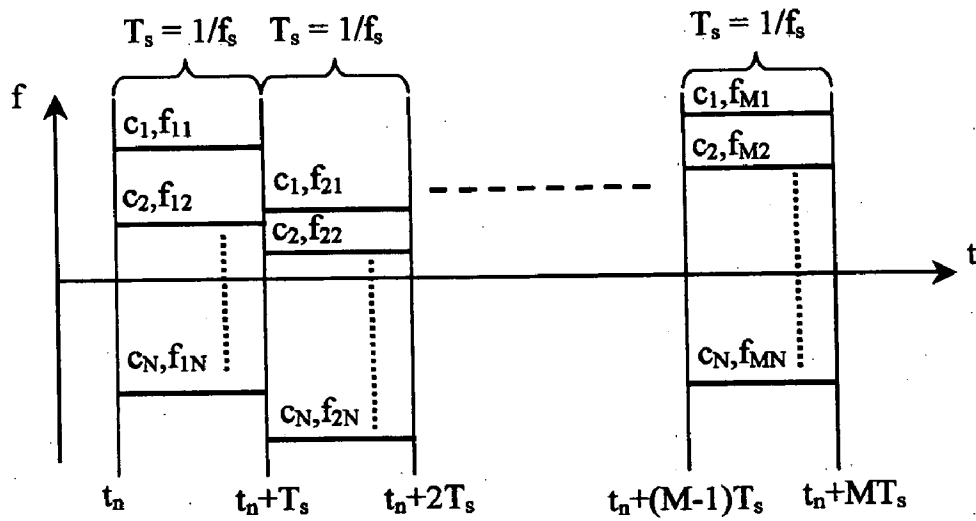 T_s = 1/f_s T_s = 1/f_s T_s = 1/f_s
f
c_1,f_11
c_2,f_12
c_N,f_1N
c_1,f_21
c_2,f_22
c_N,f_2N
c_1,f_M1
c_2,f_M2
c_N,f_MN
t
t_n t_n+T_s t_n+2T_s t_n+(M-1)T_s t_n+MT_s